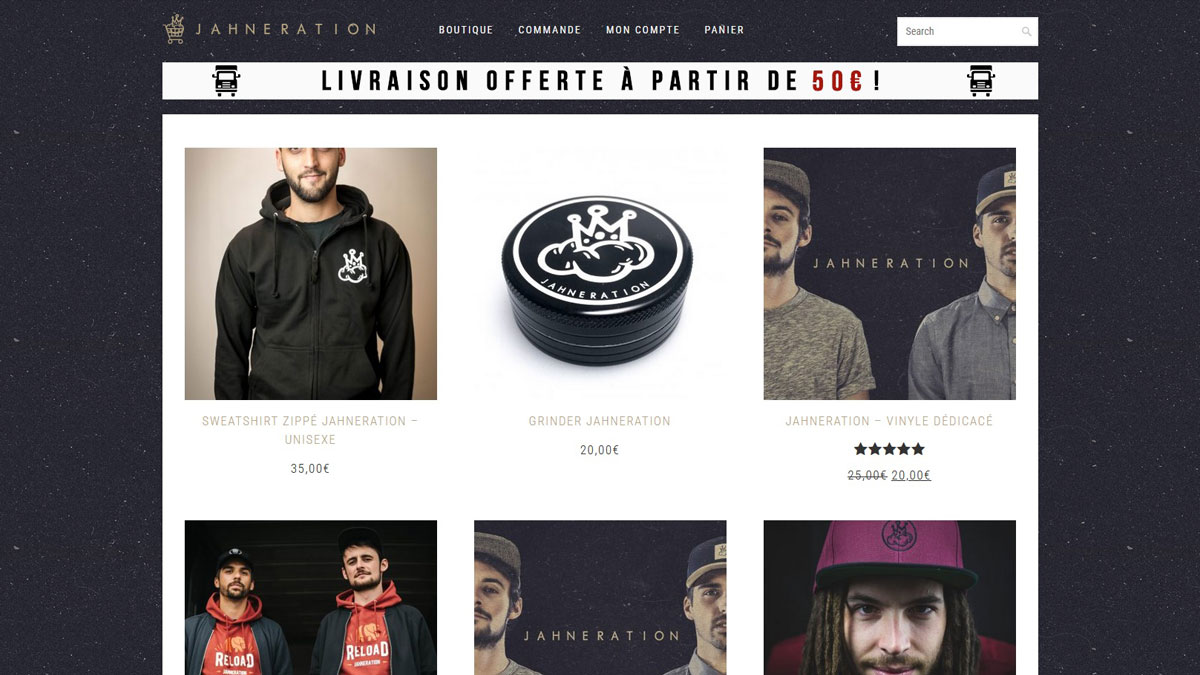 JAHNERATION
BOUTIQUE COMMANDE MON COMPTE PANIER
Search
LIVRAISON OFFERTE À PARTIR DE 50€ !
JAHNERATION
JAHNERATION
SWEATSHIRT ZIPPÉ JAHNERATION –
UNISEXE
35,00€
GRINDER JAHNERATION
20,00€
JAHNERATION – VINYLE DÉDICACÉ
25,00€ 20,00€
RELOAD
JAHNERATION
RELOAD
JAHNERATION
JAHNERATION